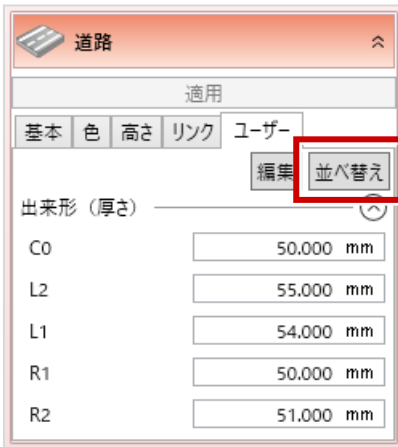 道路
適用
基本 色 高さ リンク ユーザー
編集 並べ替え
出来形（厚さ）
C0 50.000 mm
L2 55.000 mm
L1 54.000 mm
R1 50.000 mm
R2 51.000 mm